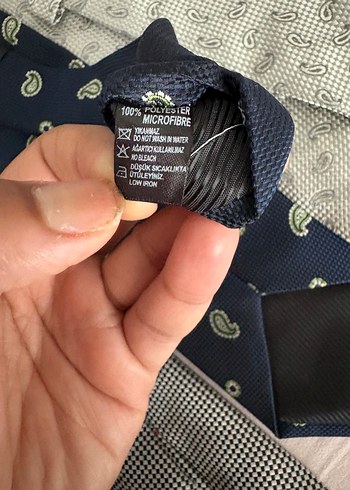 100% POLYESTER
MICROFIBRE
YIKANMAZ
DO NOT WASH IN WATER
AĞARTICI KULLANILMAZ
NO BLEACH
DÜŞÜK SICAKLIKTA
ÜTÜLEYİNİZ.
LOW IRON